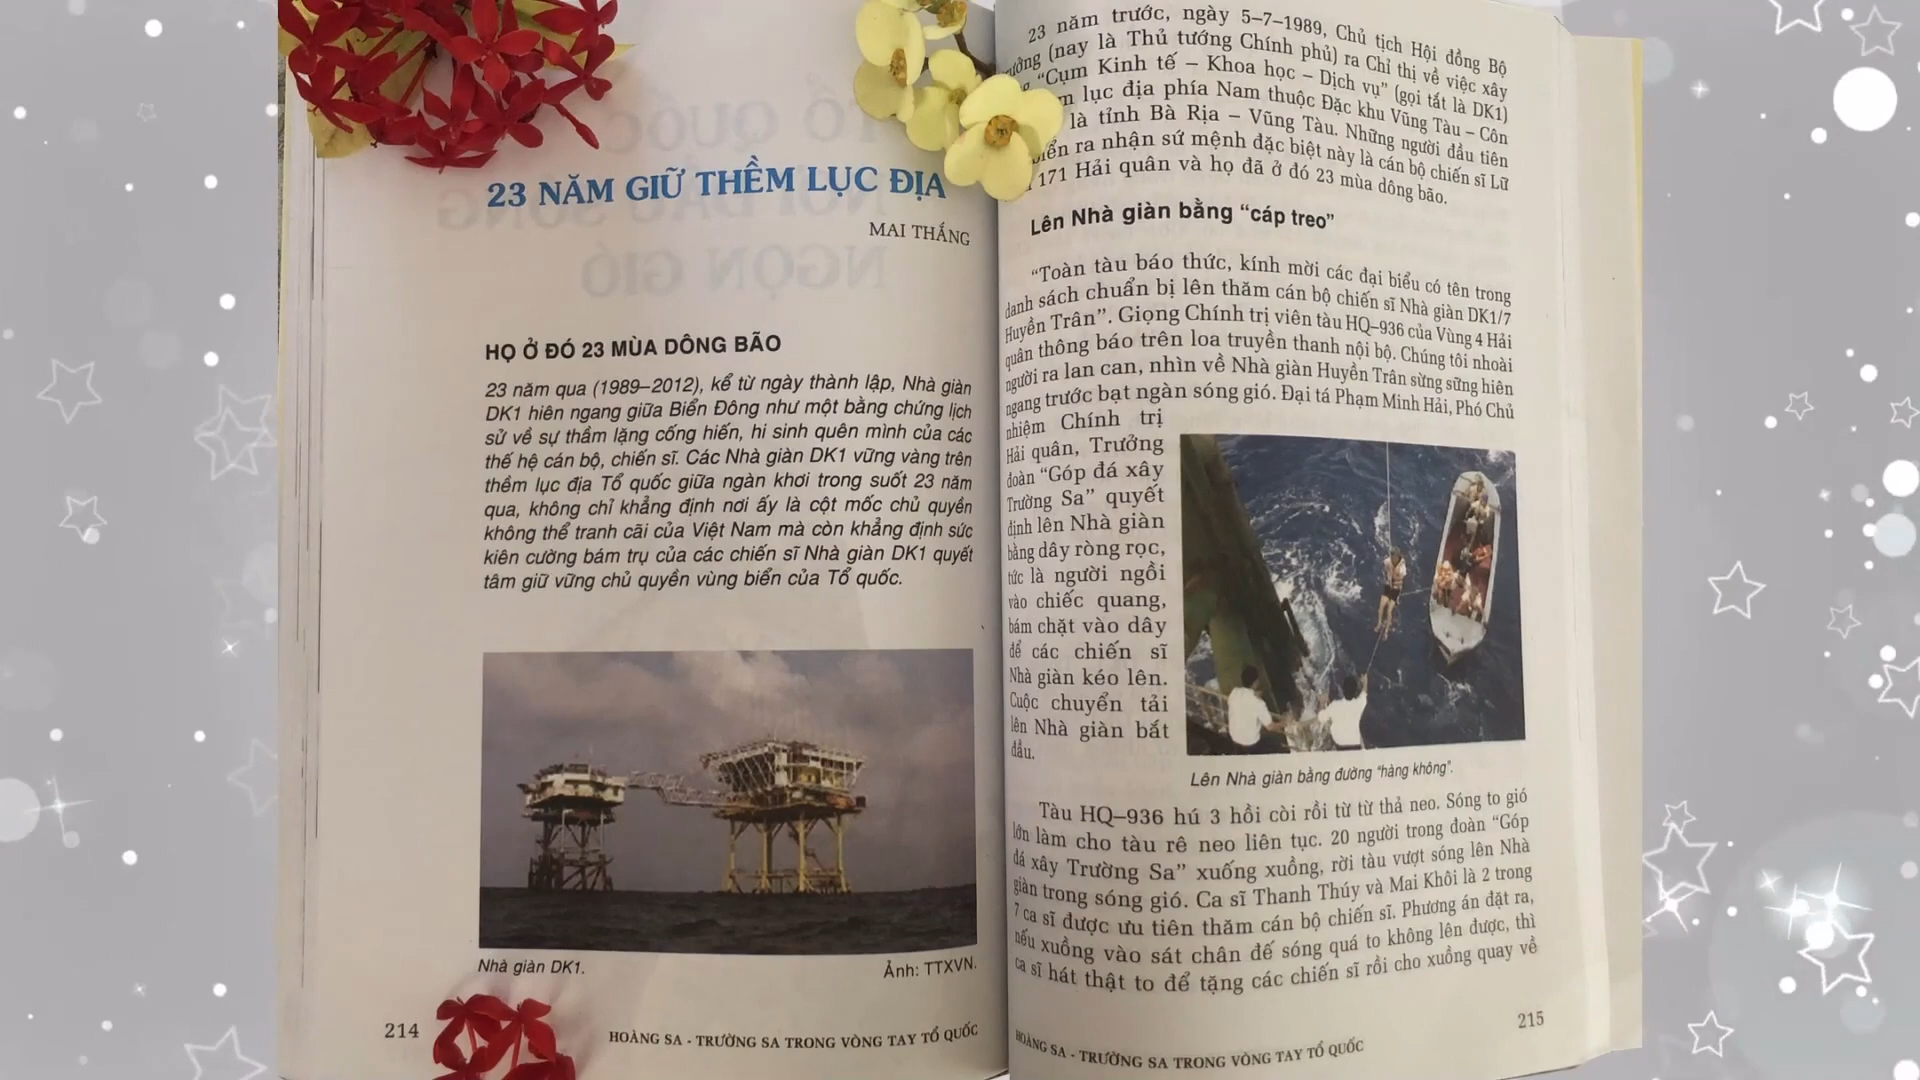 23 NĂM GIỮ THỀM LỤC ĐỊA
MAI THẮNG
HỌ Ở ĐÓ 23 MÙA DÔNG BÃO
23 năm qua (1989–2012), kể từ ngày thành lập, Nhà giàn
DK1 hiên ngang giữa Biển Đông như một bằng chứng lịch
sử về sự thầm lặng cống hiến, hi sinh quên mình của các
thế hệ cán bộ, chiến sĩ. Các Nhà giàn DK1 vững vàng trên
thềm lục địa Tổ quốc giữa ngàn khơi trong suốt 23 năm
qua, không chỉ khẳng định nơi ấy là cột mốc chủ quyền
không thể tranh cãi của Việt Nam mà còn khẳng định sức
kiên cường bám trụ của các chiến sĩ Nhà giàn DK1 quyết
tâm giữ vững chủ quyền vùng biển của Tổ quốc.
Nhà giàn DK1.
Ảnh: TTXVN.
214
HOÀNG SA - TRƯỜNG SA TRONG VÒNG TAY TỔ QUỐC
23 năm trước, ngày 5–7–1989, Chủ tịch Hội đồng Bộ
(nay là Thủ tướng Chính phủ) ra Chỉ thị về việc xây
“Cụm Kinh tế – Khoa học – Dịch vụ” (gọi tắt là DK1)
lục địa phía Nam thuộc Đặc khu Vũng Tàu – Côn
là tỉnh Bà Rịa – Vũng Tàu. Những người đầu tiên
ra nhận sứ mệnh đặc biệt này là cán bộ chiến sĩ Lữ
171 Hải quân và họ đã ở đó 23 mùa dông bão.
Lên Nhà giàn bằng “cáp treo”
“Toàn tàu báo thức, kính mời các đại biểu có tên trong
danh sách chuẩn bị lên thăm cán bộ chiến sĩ Nhà giàn DK1/7
Huyền Trân”. Giọng Chính trị viên tàu HQ–936 của Vùng 4 Hải
quân thông báo trên loa truyền thanh nội bộ. Chúng tôi nhoài
người ra lan can, nhìn về Nhà giàn Huyền Trân sừng sững hiên
ngang trước bạt ngàn sóng gió. Đại tá Phạm Minh Hải, Phó Chủ
nhiệm Chính trị
Hải quân, Trưởng
đoàn “Góp đá xây
Trường Sa” quyết
định lên Nhà giàn
bằng dây ròng rọc,
tức là người ngồi
vào chiếc quang,
bám chặt vào dây
để các chiến sĩ
Nhà giàn kéo lên.
Cuộc chuyển tải
lên Nhà giàn bắt
đầu.
Lên Nhà giàn bằng đường “hàng không”.
Tàu HQ–936 hú 3 hồi còi rồi từ từ thả neo. Sóng to gió
lớn làm cho tàu rê neo liên tục. 20 người trong đoàn “Góp
đá xây Trường Sa” xuống xuồng, rời tàu vượt sóng lên Nhà
giàn trong sóng gió. Ca sĩ Thanh Thúy và Mai Khôi là 2 trong
7 ca sĩ được ưu tiên thăm cán bộ chiến sĩ. Phương án đặt ra,
nếu xuồng vào sát chân đế sóng quá to không lên được, thì
ca sĩ hát thật to để tặng các chiến sĩ rồi cho xuồng quay về
HOÀNG SA - TRƯỜNG SA TRONG VÒNG TAY TỔ QUỐC
215